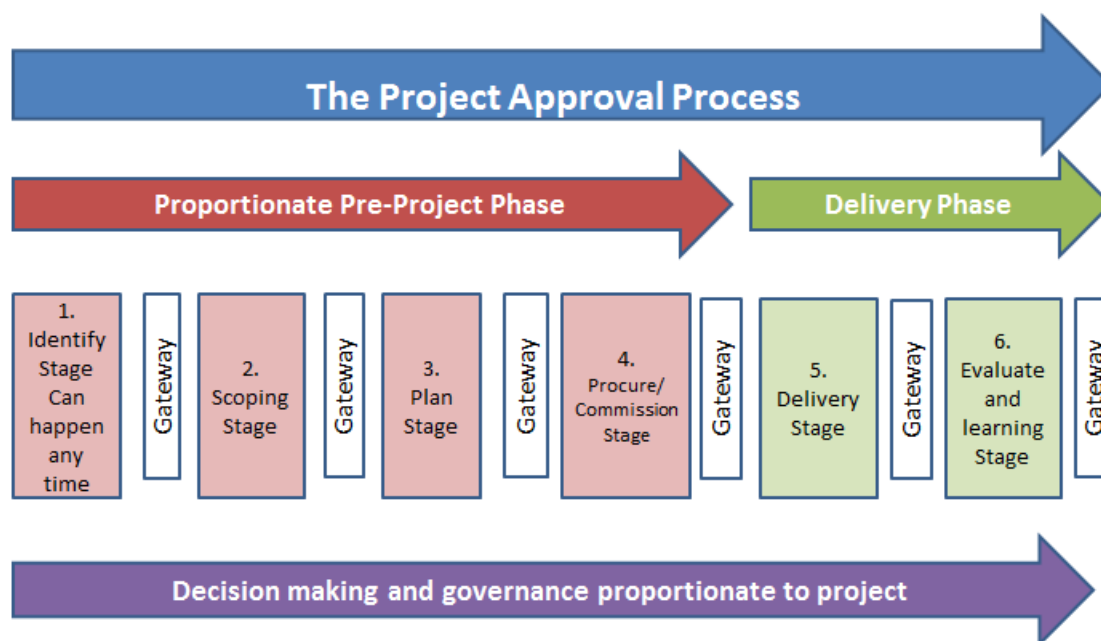 The Project Approval Process
Proportionate Pre-Project Phase
Delivery Phase
1.
Identify
Stage
Can
happen
any
time
Gateway
2.
Scoping
Stage
Gateway
3.
Plan
Stage
Gateway
4.
Procure/
Commission
Stage
Gateway
5.
Delivery
Stage
Gateway
6.
Evaluate
and
learning
Stage
Gateway
Decision making and governance proportionate to project